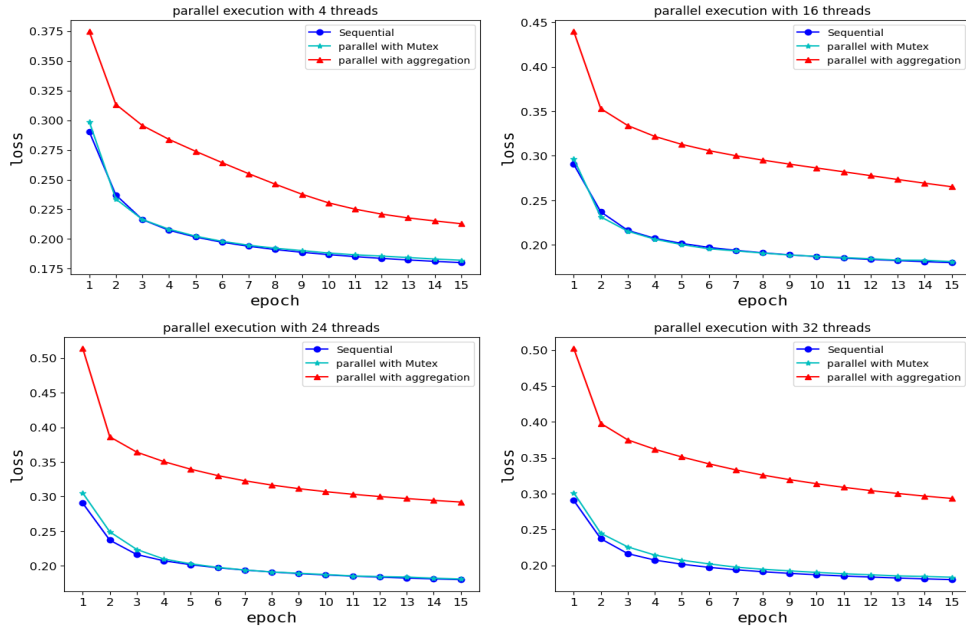 parallel execution with 4 threads
0.375
0.350
0.325
0.300
0.275
0.250
0.225
0.200
0.175
loss
Sequential
parallel with Mutex
parallel with aggregation
1 2 3 4 5 6 7 8 9 10 11 12 13 14 15
epoch
parallel execution with 16 threads
0.45
0.40
0.35
0.30
0.25
0.20
loss
Sequential
parallel with Mutex
parallel with aggregation
1 2 3 4 5 6 7 8 9 10 11 12 13 14 15
epoch
parallel execution with 24 threads
0.50
0.45
0.40
0.35
0.30
0.25
0.20
loss
Sequential
parallel with Mutex
parallel with aggregation
1 2 3 4 5 6 7 8 9 10 11 12 13 14 15
epoch
parallel execution with 32 threads
0.50
0.45
0.40
0.35
0.30
0.25
0.20
loss
Sequential
parallel with Mutex
parallel with aggregation
1 2 3 4 5 6 7 8 9 10 11 12 13 14 15
epoch